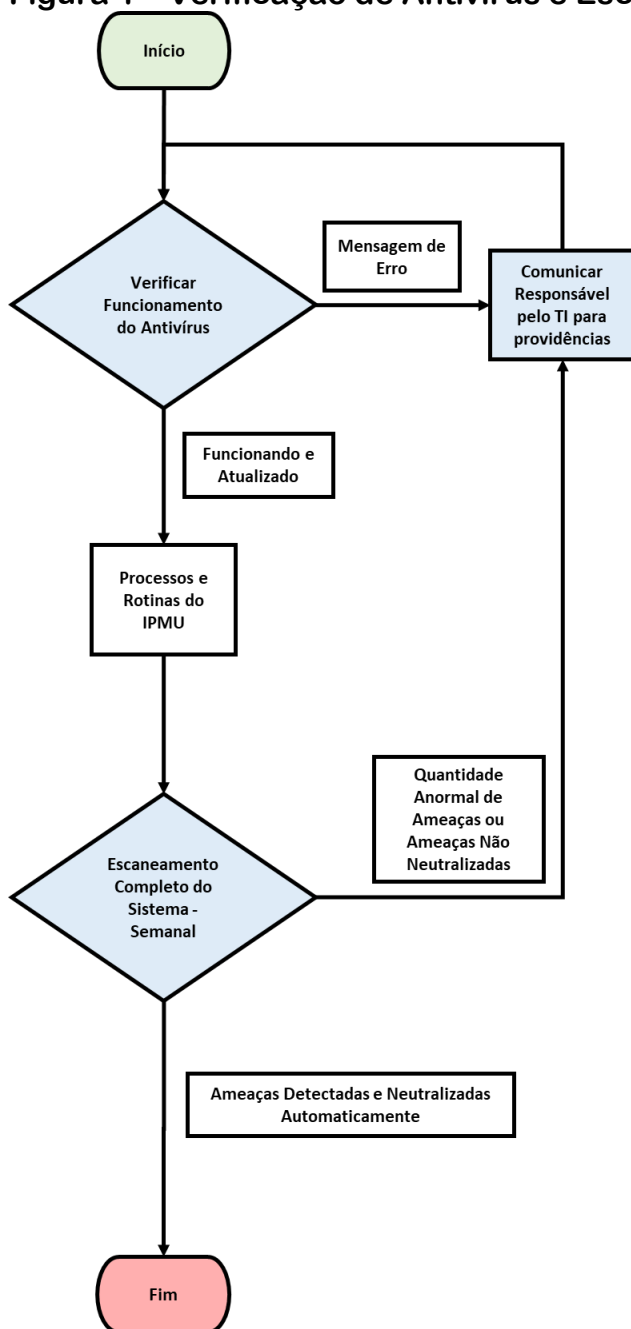 Início
Verificar
Funcionamento
do Antivírus
Mensagem de
Erro
Comunicar
Responsável
pelo TI para
providências
Funcionando e
Atualizado
Processos e
Rotinas do
IPMU
Quantidade
Anormal de
Ameaças ou
Ameaças Não
Neutralizadas
Escaneamento
Completo do
Sistema -
Semanal
Ameaças Detectadas e Neutralizadas
Automaticamente
Fim